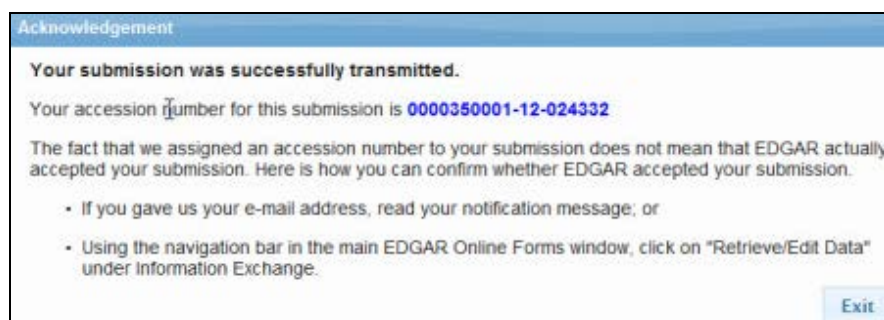 Acknowledgement
Your submission was successfully transmitted.
Your accession number for this submission is 0000350001-12-024332
The fact that we assigned an accession number to your submission does not mean that EDGAR actually
accepted your submission. Here is how you can confirm whether EDGAR accepted your submission.
• If you gave us your e-mail address, read your notification message; or
• Using the navigation bar in the main EDGAR Online Forms window, click on "Retrieve/Edit Data"
under Information Exchange.
Exit